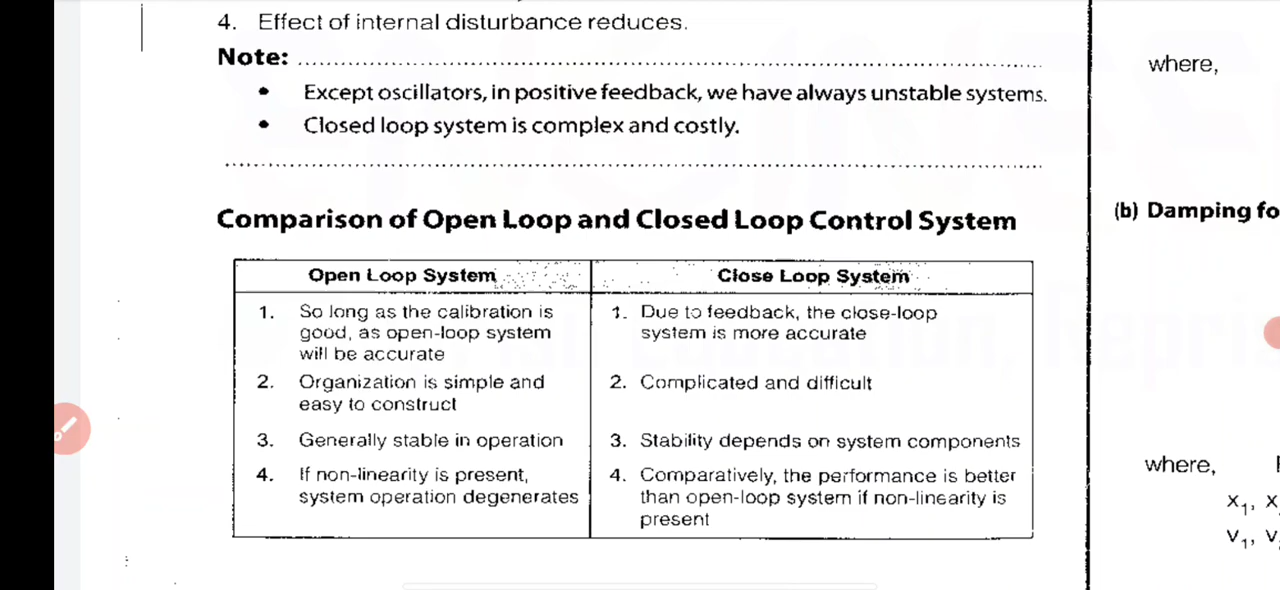 4. Effect of internal disturbance reduces.
Note:
• Except oscillators, in positive feedback, we have always unstable systems.
• Closed loop system is complex and costly.
Comparison of Open Loop and Closed Loop Control System
Open Loop System
1. So long as the calibration is
good, as open-loop system
will be accurate
2. Organization is simple and
easy to construct
3. Generally stable in operation
4. If non-linearity is present,
system operation degenerates
Close Loop System
1. Due to feedback, the close-loop
system is more accurate
2. Complicated and difficult
3. Stability depends on system components
4. Comparatively, the performance is better
than open-loop system if non-linearity is
present
where,
(b) Damping fo
where,
x₁, x
v₁, v